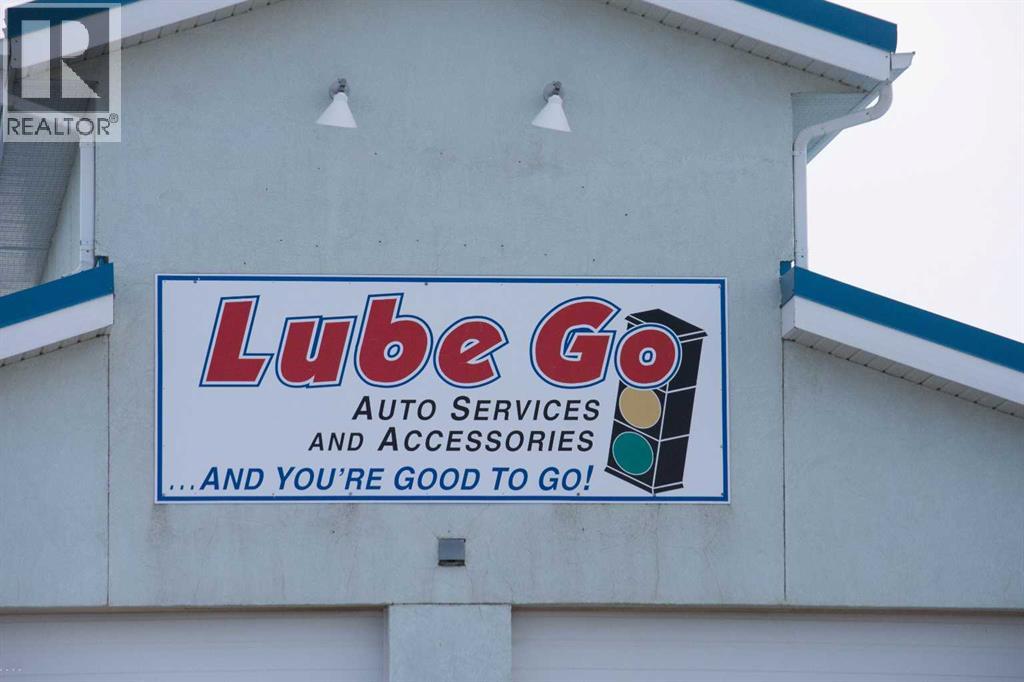 R
REALTOR®
Lube Go
AUTO SERVICES
AND ACCESSORIES
...AND YOU'RE GOOD TO GO!